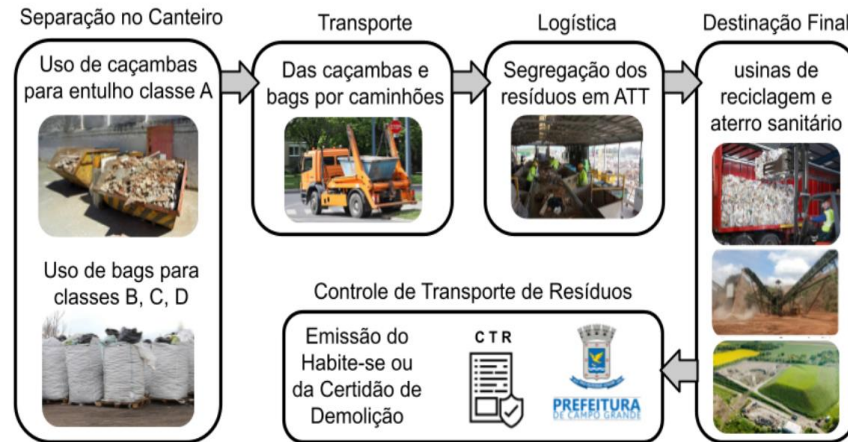 Separação no Canteiro
Uso de caçambas
para entulho classe A
Uso de bags para
classes B, C, D
Transporte
Das caçambas e
bags por caminhões
Logística
Segregação dos
resíduos em ATT
Destinação Final
usinas de
reciclagem e
aterro sanitário
Controle de Transporte de Resíduos
Emissão do
Habite-se ou
da Certidão de
Demolição
CTR
PREFEITURA
DE CAMPO GRANDE